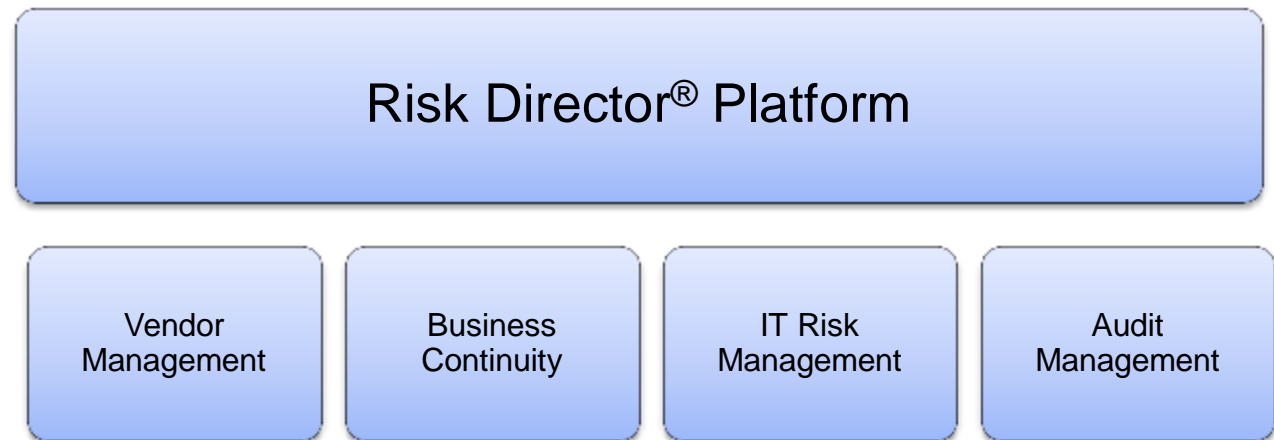 Risk Director® Platform
Vendor
Management
Business
Continuity
IT Risk
Management
Audit
Management